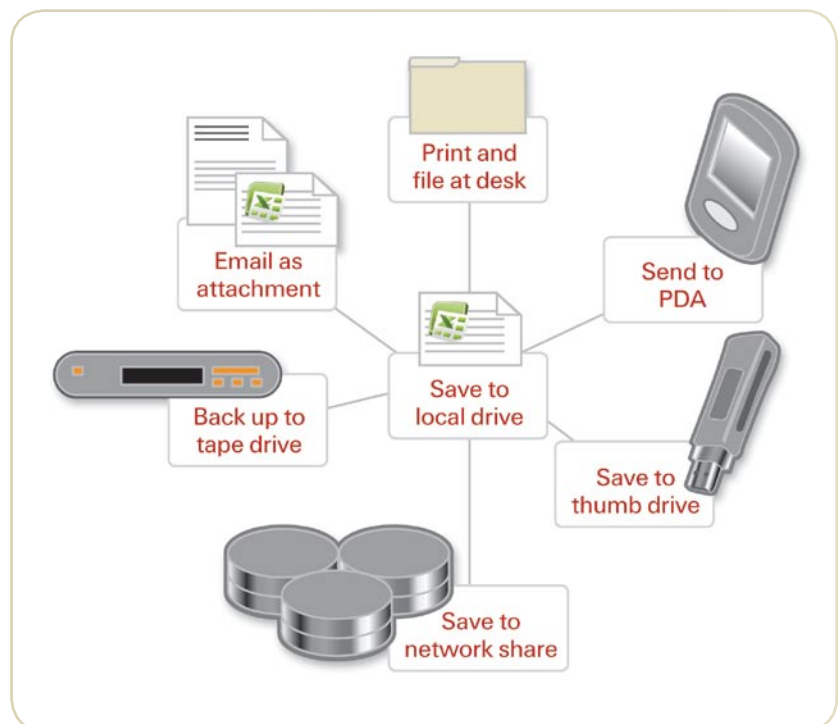 Print and
file at desk
Email as
attachment
Send to
PDA
Save to
local drive
Back up to
tape drive
Save to
thumb drive
Save to
network share